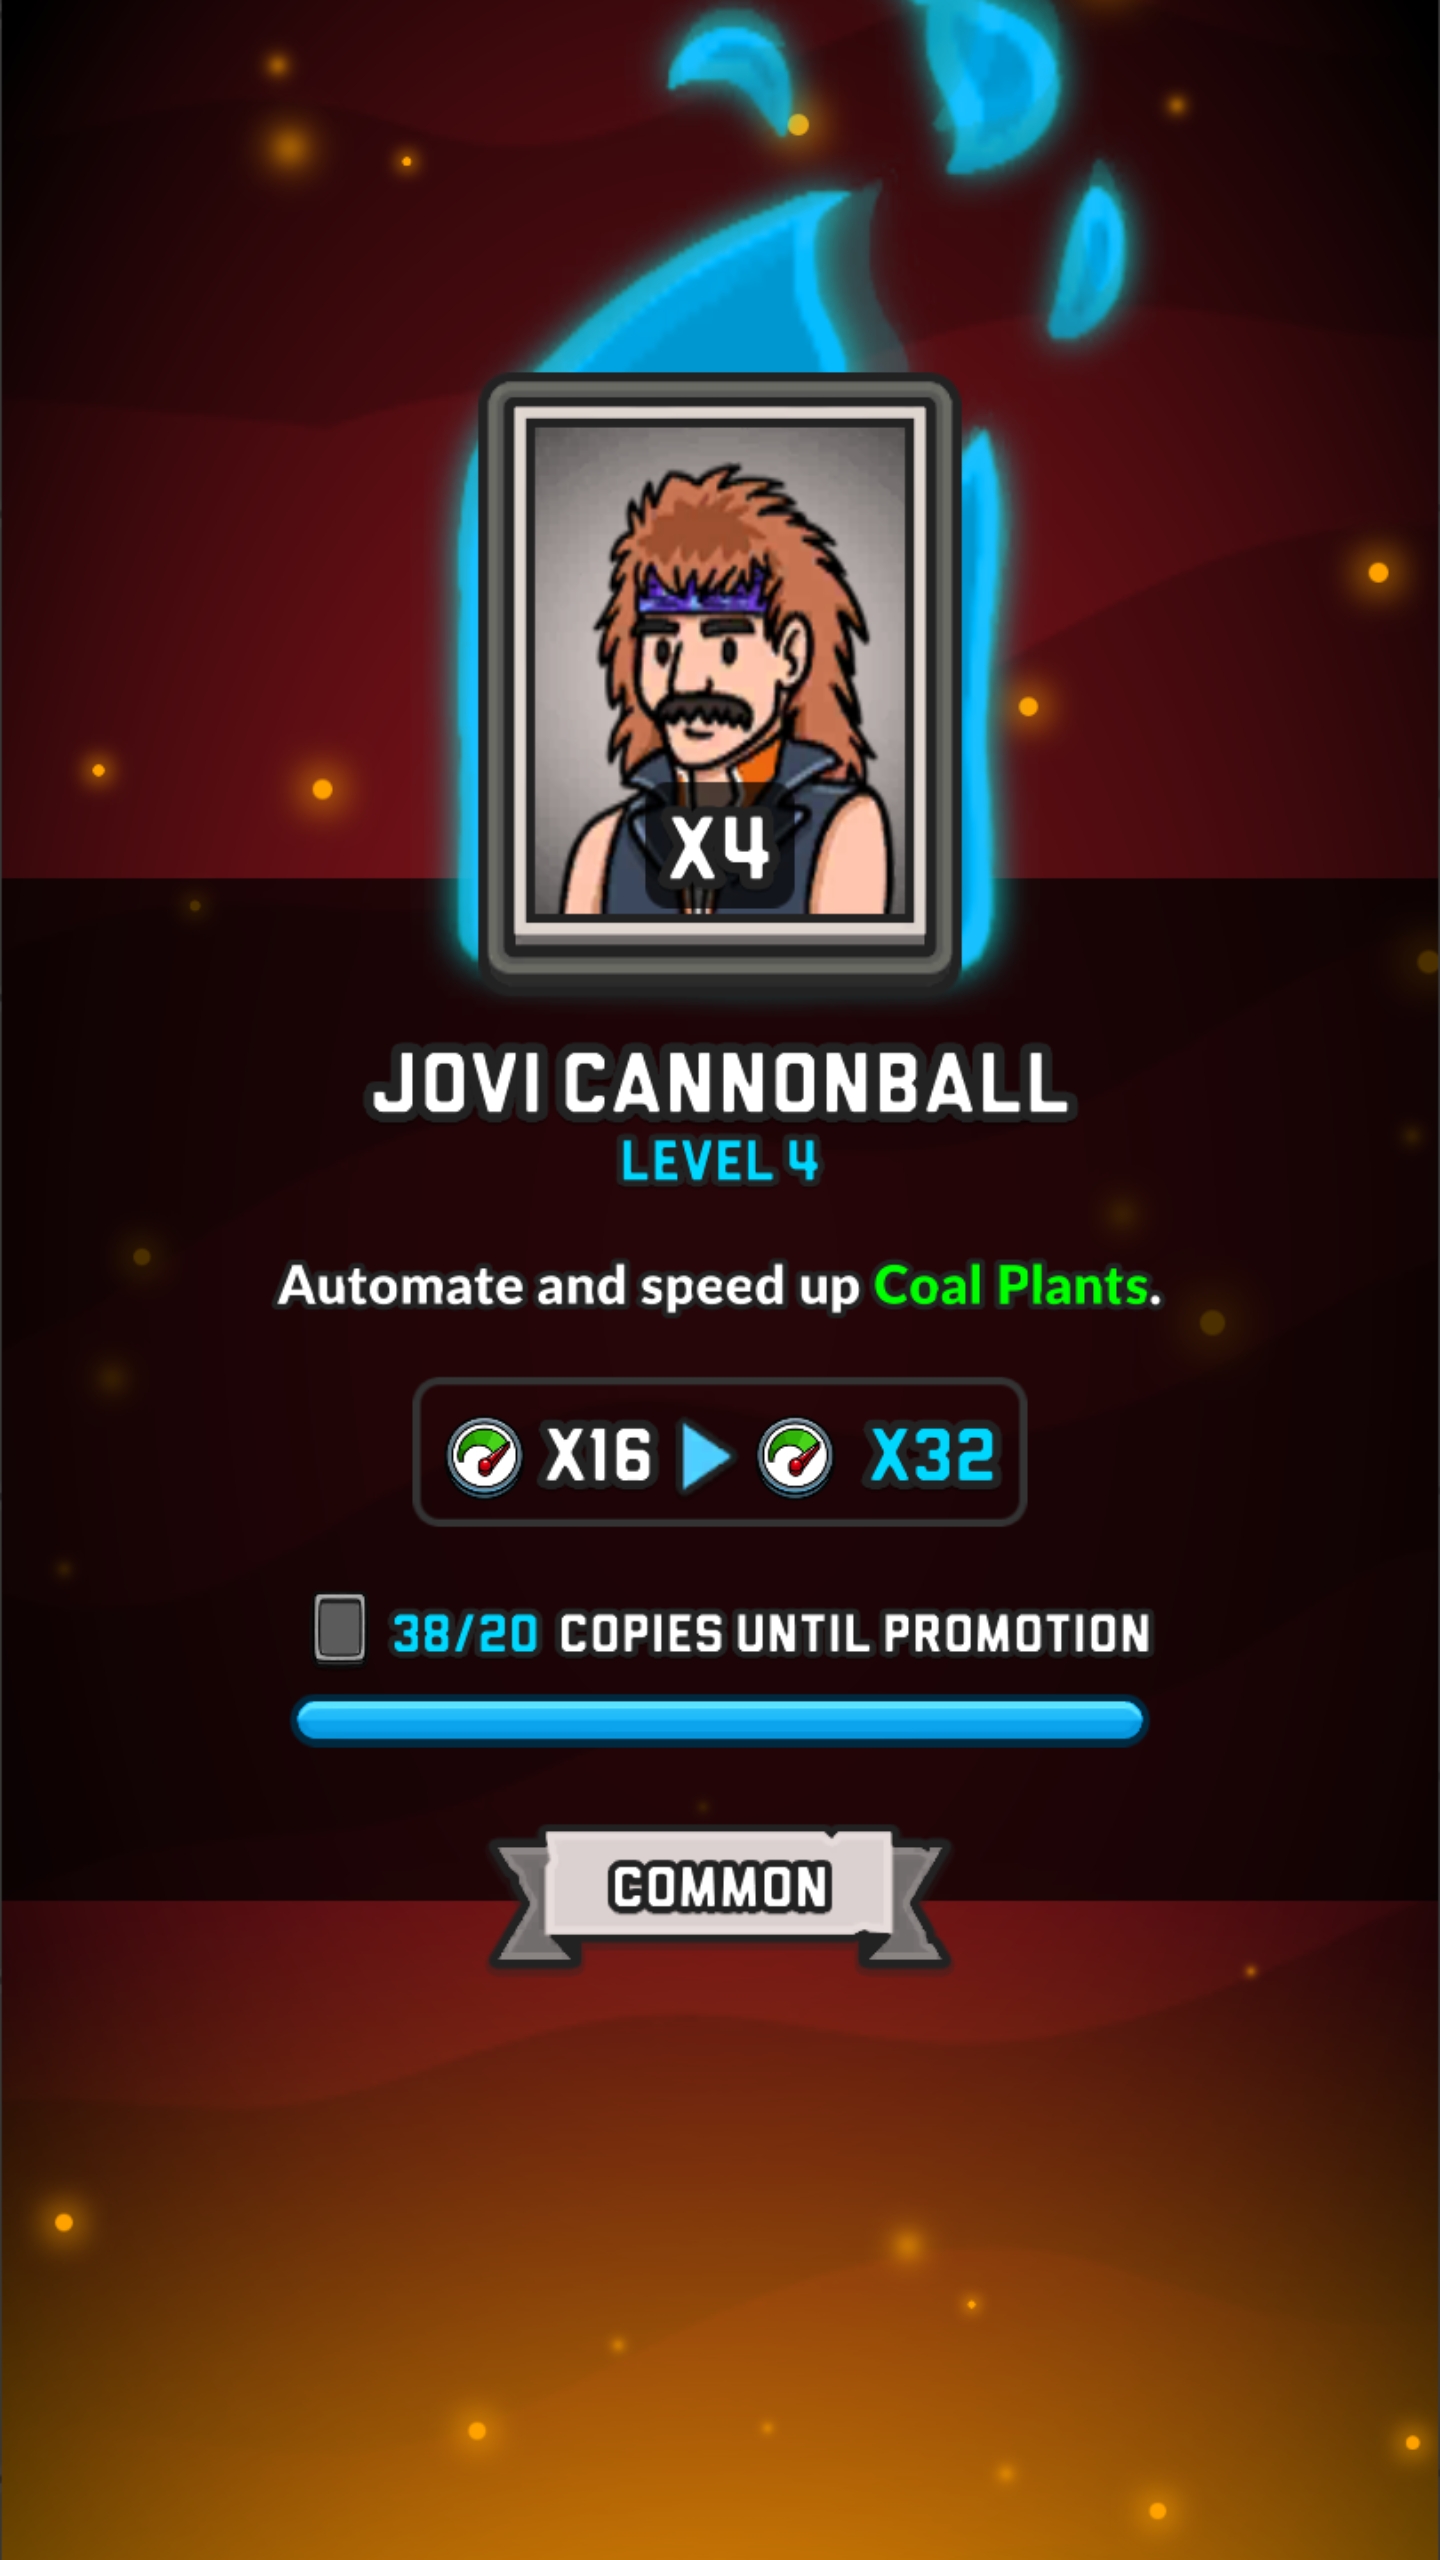 X4
JOVI CANNONBALL
LEVEL 4
Automate and speed up Coal Plants.
X16 X32
38/20 COPIES UNTIL PROMOTION
COMMON